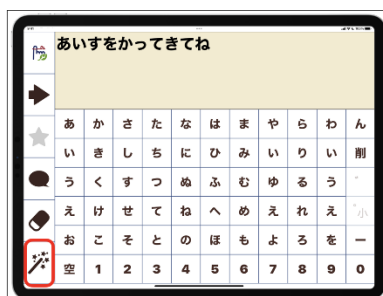 あいすをかってきてね
あ か さ た な は ま や ら わ ん
い き し ち に ひ み い り い 削
う く す つ ぬ ふ む ゆ る う ゛
え け せ て ね へ め え れ え 小
お こ そ と の ほ も よ ろ を ー
空 1 2 3 4 5 6 7 8 9 0